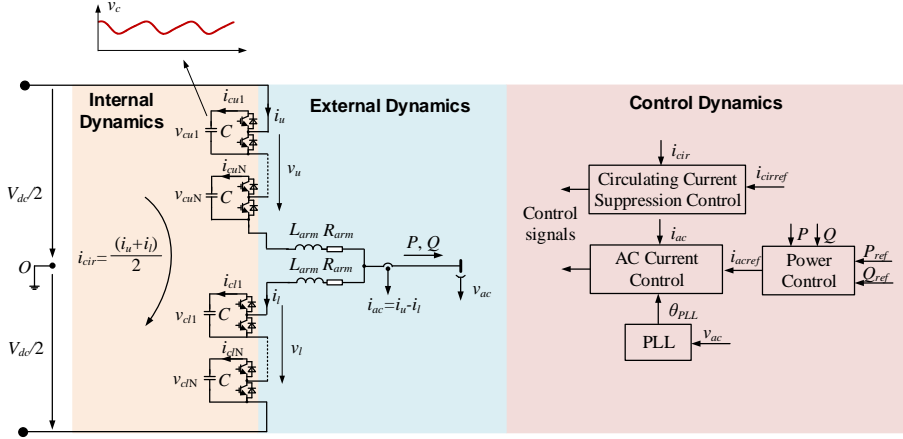 v_c
Internal Dynamics
External Dynamics
Control Dynamics
i_cu1
v_cu1
C
i_u
i_cuN
v_cuN
C
v_u
V_dc/2
i_cir=(i_u+i_l)/2
O
V_dc/2
L_arm R_arm
L_arm R_arm
P, Q
v_ac
i_ac=i_u-i_l
i_cl1
v_cl1
C
i_l
i_clN
v_clN
C
v_l
i_cir
Circulating Current
Suppression Control
i_cirref
Control
signals
i_ac
AC Current
Control
i_acref
P
Q
Power
Control
P_ref
Q_ref
θ_PLL
PLL
v_ac